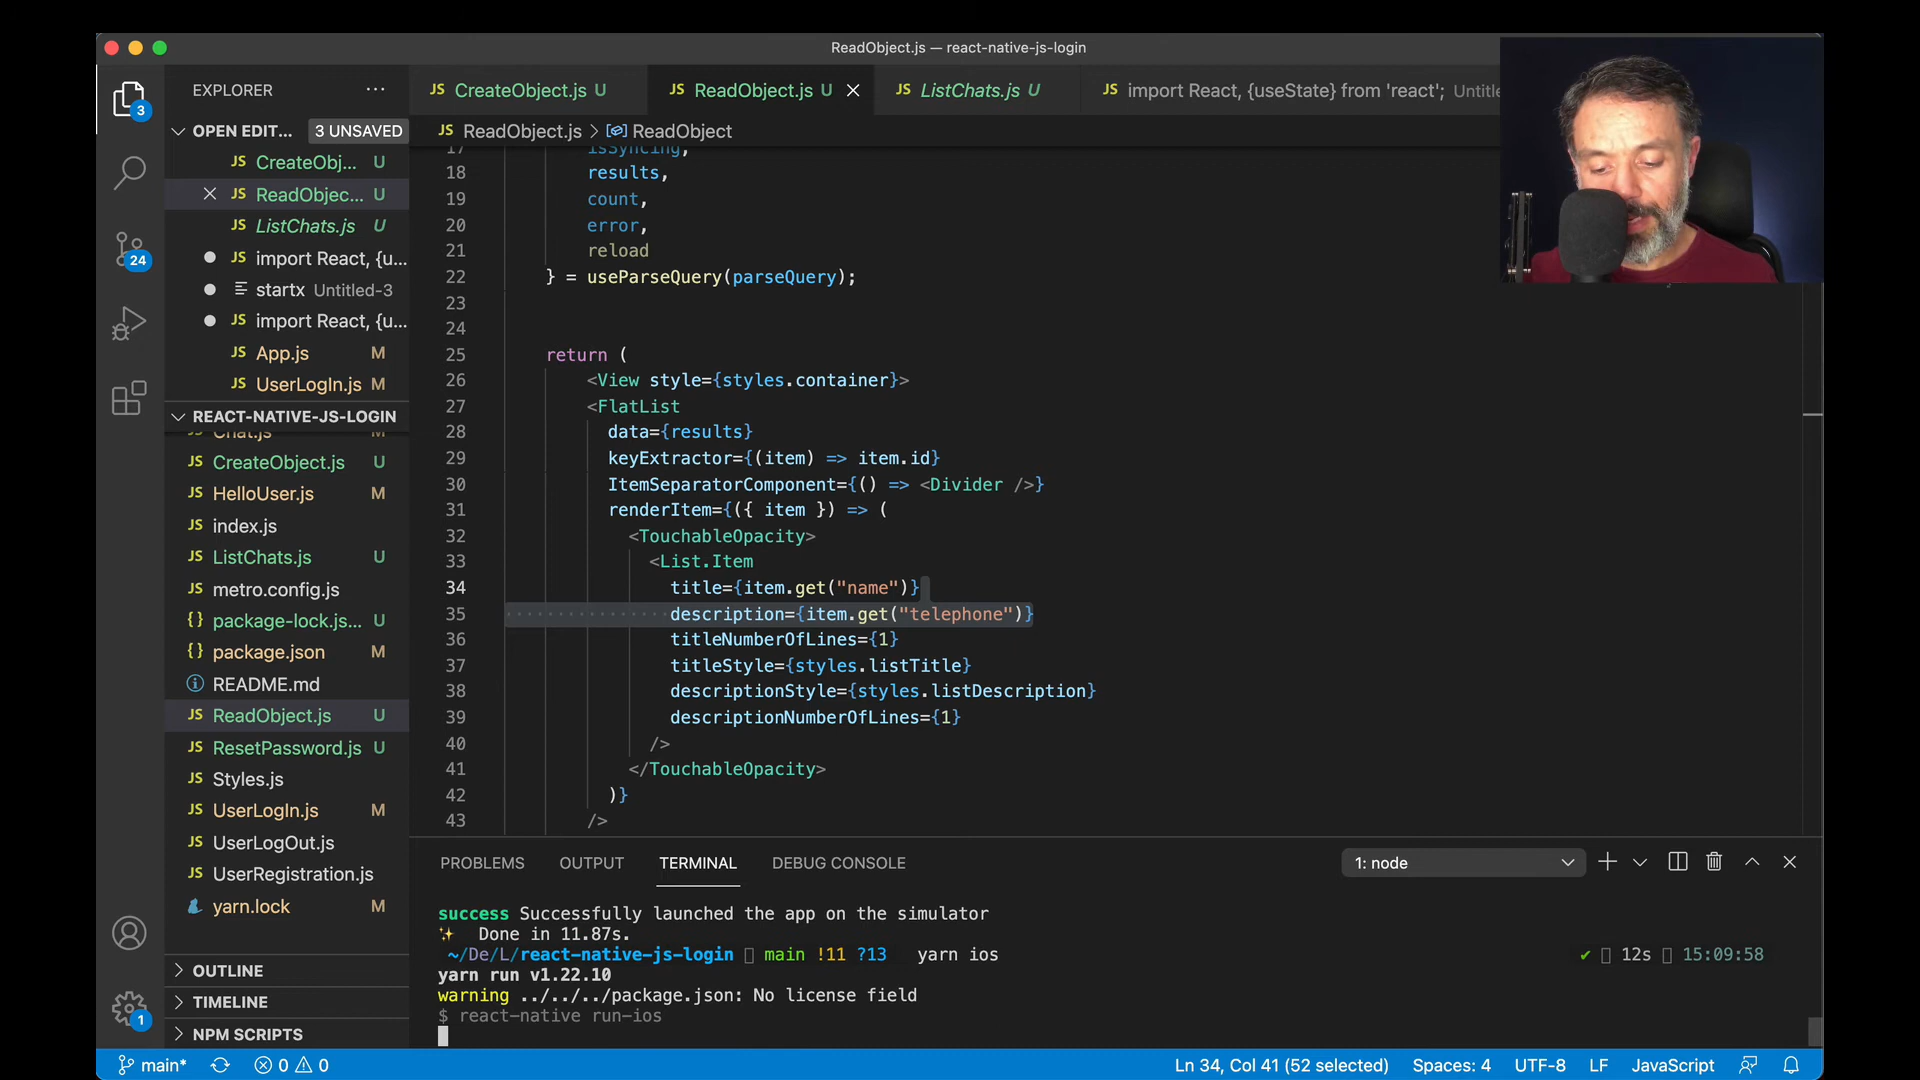 ReadObject.js — react-native-js-login
EXPLORER ···
CreateObject.js U
ReadObject.js U
ListChats.js U
import React, {useState} from 'react'; Untitl
OPEN EDIT... 3 UNSAVED
ReadObject.js > ReadObject
JS CreateObj... U
JS ReadObjec... U
JS ListChats.js U
JS import React, {u...
startx Untitled-3
JS import React, {u...
JS App.js M
JS UserLogIn.js M
REACT-NATIVE-JS-LOGIN
Chat.js M
JS CreateObject.js U
JS HelloUser.js M
JS index.js
JS ListChats.js U
JS metro.config.js
{} package-lock.js... U
{} package.json M
README.md
JS ReadObject.js U
JS ResetPassword.js U
JS Styles.js
JS UserLogIn.js M
JS UserLogOut.js
JS UserRegistration.js
yarn.lock M
OUTLINE
TIMELINE
NPM SCRIPTS
3
24
1
17 isSyncing,
18 results,
19 count,
20 error,
21 reload
22 } = useParseQuery(parseQuery);
23
24
25 return (
26 <View style={styles.container}>
27 <FlatList
28 data={results}
29 keyExtractor={(item) => item.id}
30 ItemSeparatorComponent={() => <Divider />}
31 renderItem={({ item }) => (
32 <TouchableOpacity>
33 <List.Item
34 title={item.get("name")}
35 description={item.get("telephone")}
36 titleNumberOfLines={1}
37 titleStyle={styles.listTitle}
38 descriptionStyle={styles.listDescription}
39 descriptionNumberOfLines={1}
40 />
41 </TouchableOpacity>
42 )}
43 />
PROBLEMS OUTPUT TERMINAL DEBUG CONSOLE 1: node
success Successfully launched the app on the simulator
✨ Done in 11.87s.
~/De/L/react-native-js-login main !11 ?13 yarn ios ✔ 12s 15:09:58
yarn run v1.22.10
warning ../../../package.json: No license field
$ react-native run-ios
main* 0 0 Ln 34, Col 41 (52 selected) Spaces: 4 UTF-8 LF JavaScript